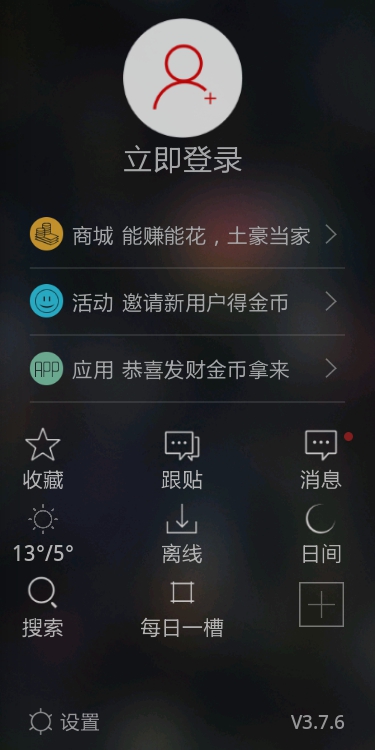 立即登录
商城 能赚能花，土豪当家
活动 邀请新用户得金币
APP 应用 恭喜发财金币拿来
收藏 跟贴 消息
13°/5° 离线 日间
搜索 每日一槽
设置 V3.7.6